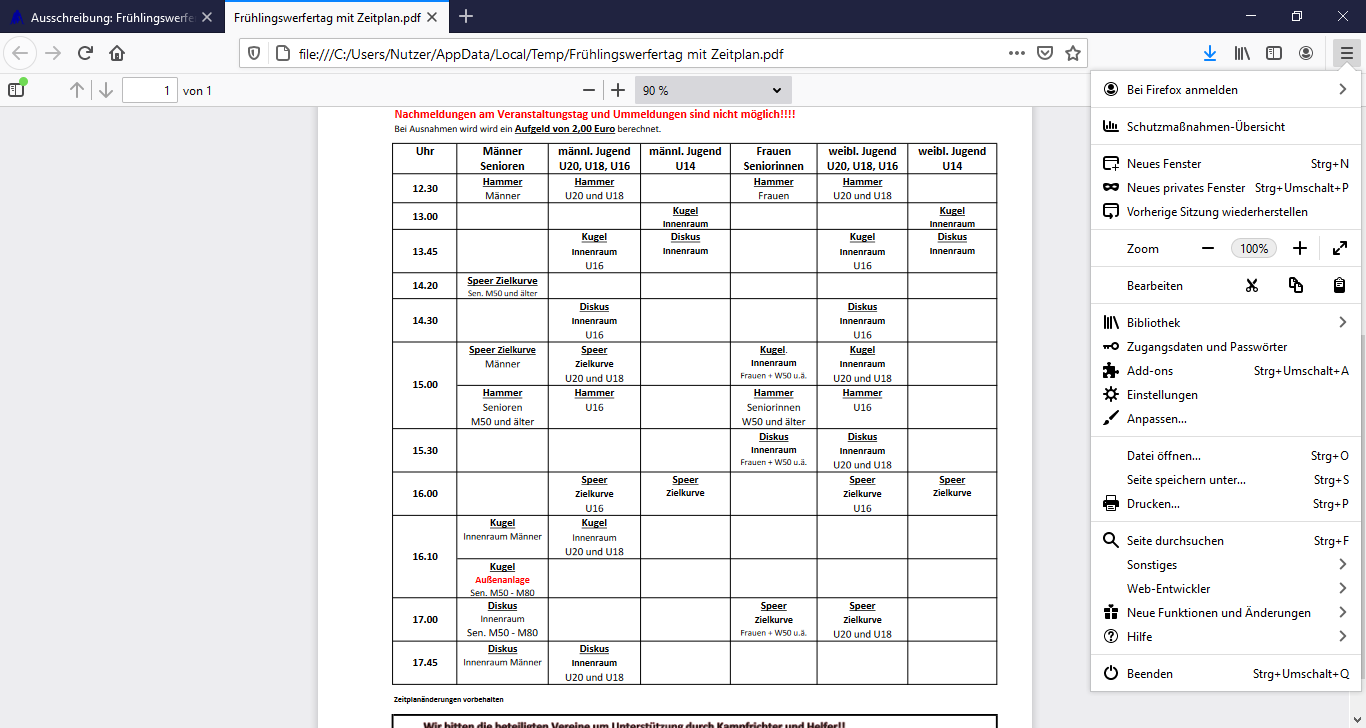 Ausschreibung: Frühlingswerfe
Frühlingswerfertag mit Zeitplan.pdf
file:///C:/Users/Nutzer/AppData/Local/Temp/Frühlingswerfertag mit Zeitplan.pdf
1 von 1
90 %
Nachmeldungen am Veranstaltungstag und Ummeldungen sind nicht möglich!!!!
Bei Ausnahmen wird wird ein Aufgeld von 2,00 Euro berechnet.
Uhr Männer Senioren männl. Jugend U20, U18, U16 männl. Jugend U14 Frauen Seniorinnen weibl. Jugend U20, U18, U16 weibl. Jugend U14
12.30 Hammer Männer Hammer U20 und U18 Hammer Frauen Hammer U20 und U18
13.00 Kugel Innenraum Kugel Innenraum
13.45 Kugel Innenraum U16 Diskus Innenraum Kugel Innenraum U16 Diskus Innenraum
14.20 Speer Zielkurve Sen. M50 und älter
14.30 Diskus Innenraum U16 Diskus Innenraum U16
15.00 Speer Zielkurve Männer Speer Zielkurve U20 und U18 Kugel. Innenraum Frauen + W50 u.ä. Kugel Innenraum U20 und U18
Hammer Senioren M50 und älter Hammer U16 Hammer Seniorinnen W50 und älter Hammer U16
15.30 Diskus Innenraum Frauen + W50 u.ä. Diskus Innenraum U20 und U18
16.00 Speer Zielkurve U16 Speer Zielkurve Speer Zielkurve U16 Speer Zielkurve
16.10 Kugel Innenraum Männer Kugel Innenraum U20 und U18
Kugel Außenanlage Sen. M50 - M80
17.00 Diskus Innenraum Sen. M50 - M80 Speer Zielkurve Frauen + W50 u.ä. Speer Zielkurve U20 und U18
17.45 Diskus Innenraum Männer Diskus Innenraum U20 und U18
Zeitplanänderungen vorbehalten
Wir bitten die beteiligten Vereine um Unterstützung durch Kampfrichter und Helfer!!
Bei Firefox anmelden
Schutzmaßnahmen-Übersicht
Neues Fenster Strg+N
Neues privates Fenster Strg+Umschalt+P
Vorherige Sitzung wiederherstellen
Zoom 100%
Bearbeiten
Bibliothek
Zugangsdaten und Passwörter
Add-ons Strg+Umschalt+A
Einstellungen
Anpassen...
Datei öffnen... Strg+O
Seite speichern unter... Strg+S
Drucken... Strg+P
Seite durchsuchen Strg+F
Sonstiges
Web-Entwickler
Neue Funktionen und Änderungen
Hilfe
Beenden Strg+Umschalt+Q